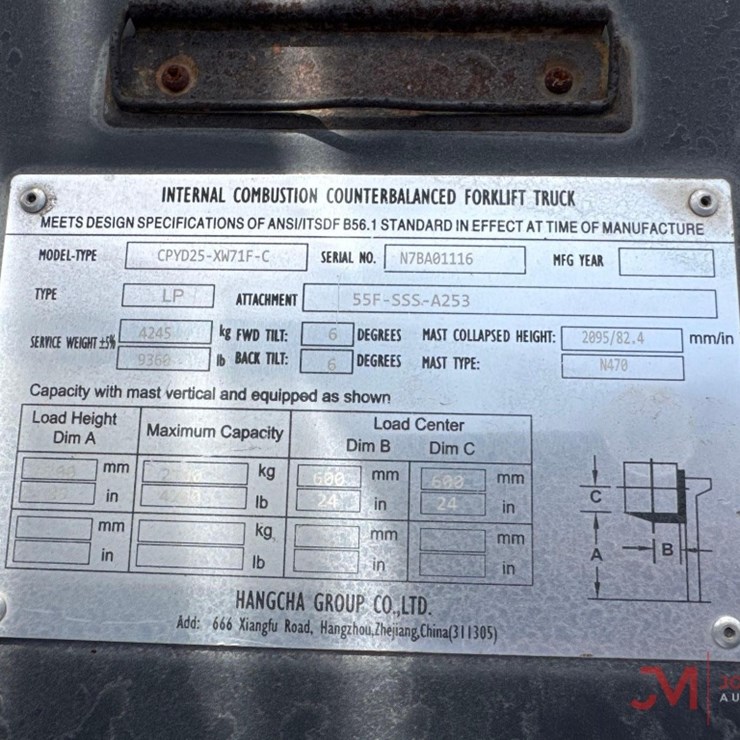 INTERNAL COMBUSTION COUNTERBALANCED FORKLIFT TRUCK
MEETS DESIGN SPECIFICATIONS OF ANSI/ITSDF B56.1 STANDARD IN EFFECT AT TIME OF MANUFACTURE
MODEL-TYPE CPYD25-XW71F-C SERIAL NO. N7BA01116 MFG YEAR
TYPE LP ATTACHMENT 55F-SSS-A253
SERVICE WEIGHT ±5% 4245 kg FWD TILT: 6 DEGREES MAST COLLAPSED HEIGHT: 2095/82.4 mm/in
9360 lb BACK TILT: 6 DEGREES MAST TYPE: N470
Capacity with mast vertical and equipped as shown
Load Height Dim A Maximum Capacity Load Center
Dim B Dim C
mm kg 600 mm 600 mm
in lb 24 in 24 in
mm kg mm mm
in lb in in
C
A B
HANGCHA GROUP CO.,LTD.
Add: 666 Xiangfu Road, Hangzhou,Zhejiang,China(311305)
JM